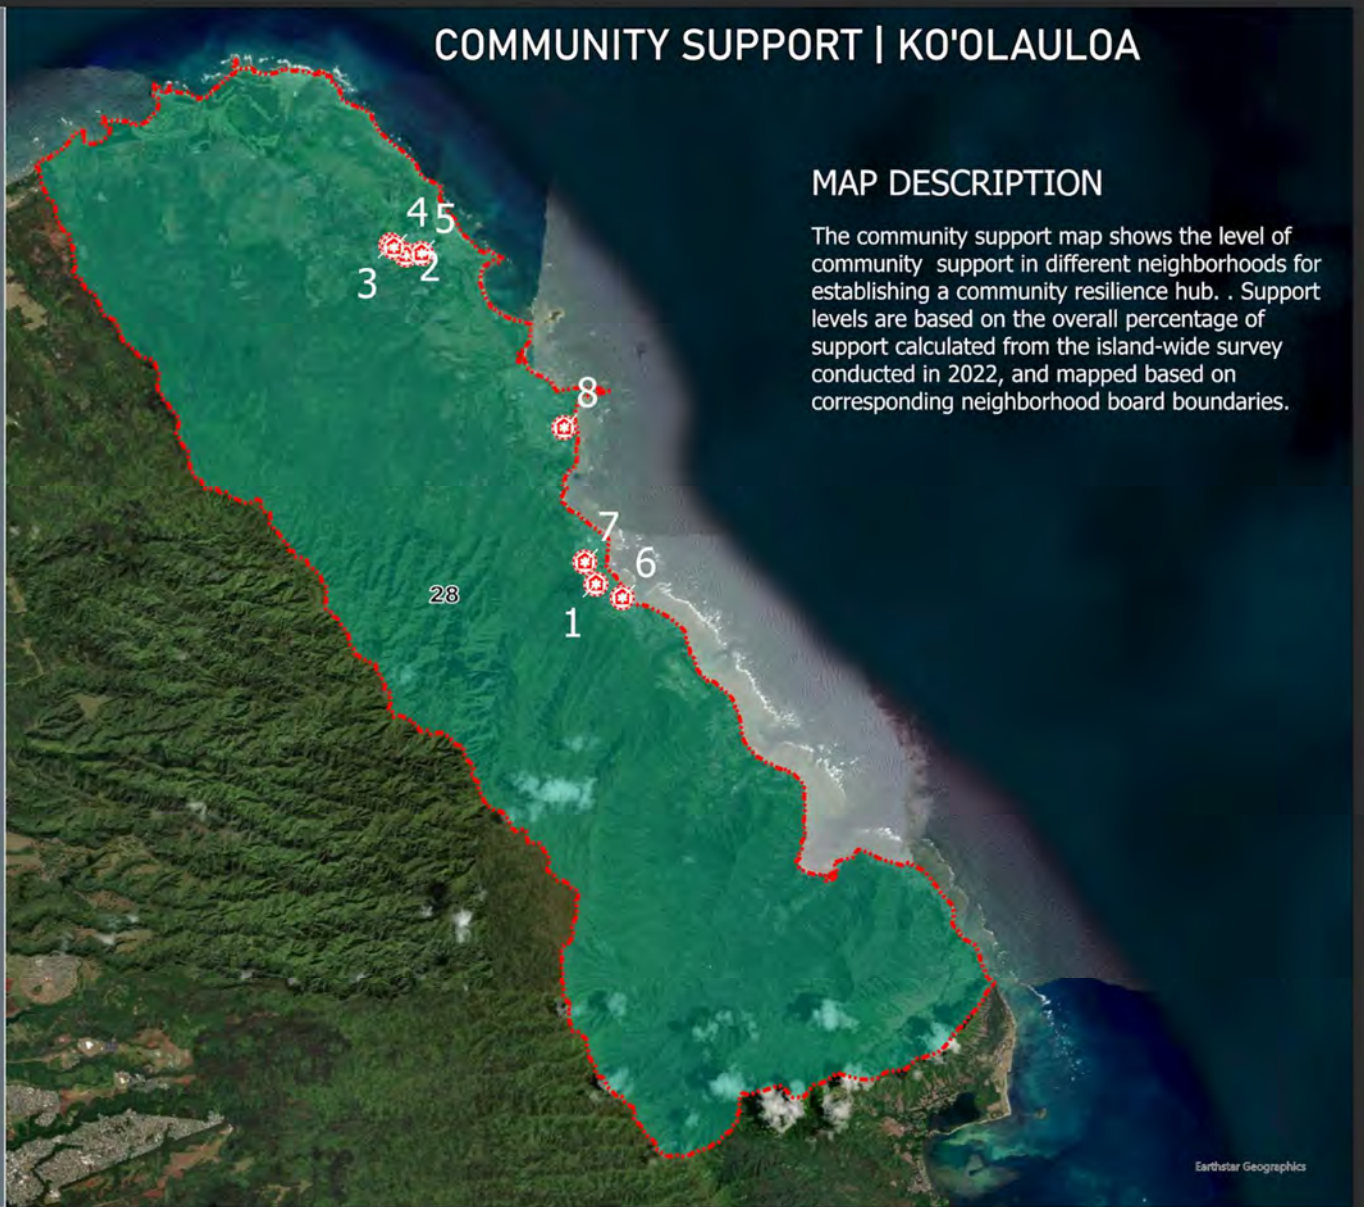 COMMUNITY SUPPORT | KO'OLAULOA
MAP DESCRIPTION
The community support map shows the level of
community support in different neighborhoods for
establishing a community resilience hub. . Support
levels are based on the overall percentage of
support calculated from the island-wide survey
conducted in 2022, and mapped based on
corresponding neighborhood board boundaries.
4 5
3 2
8
7
6
28
1
Earthstar Geographics